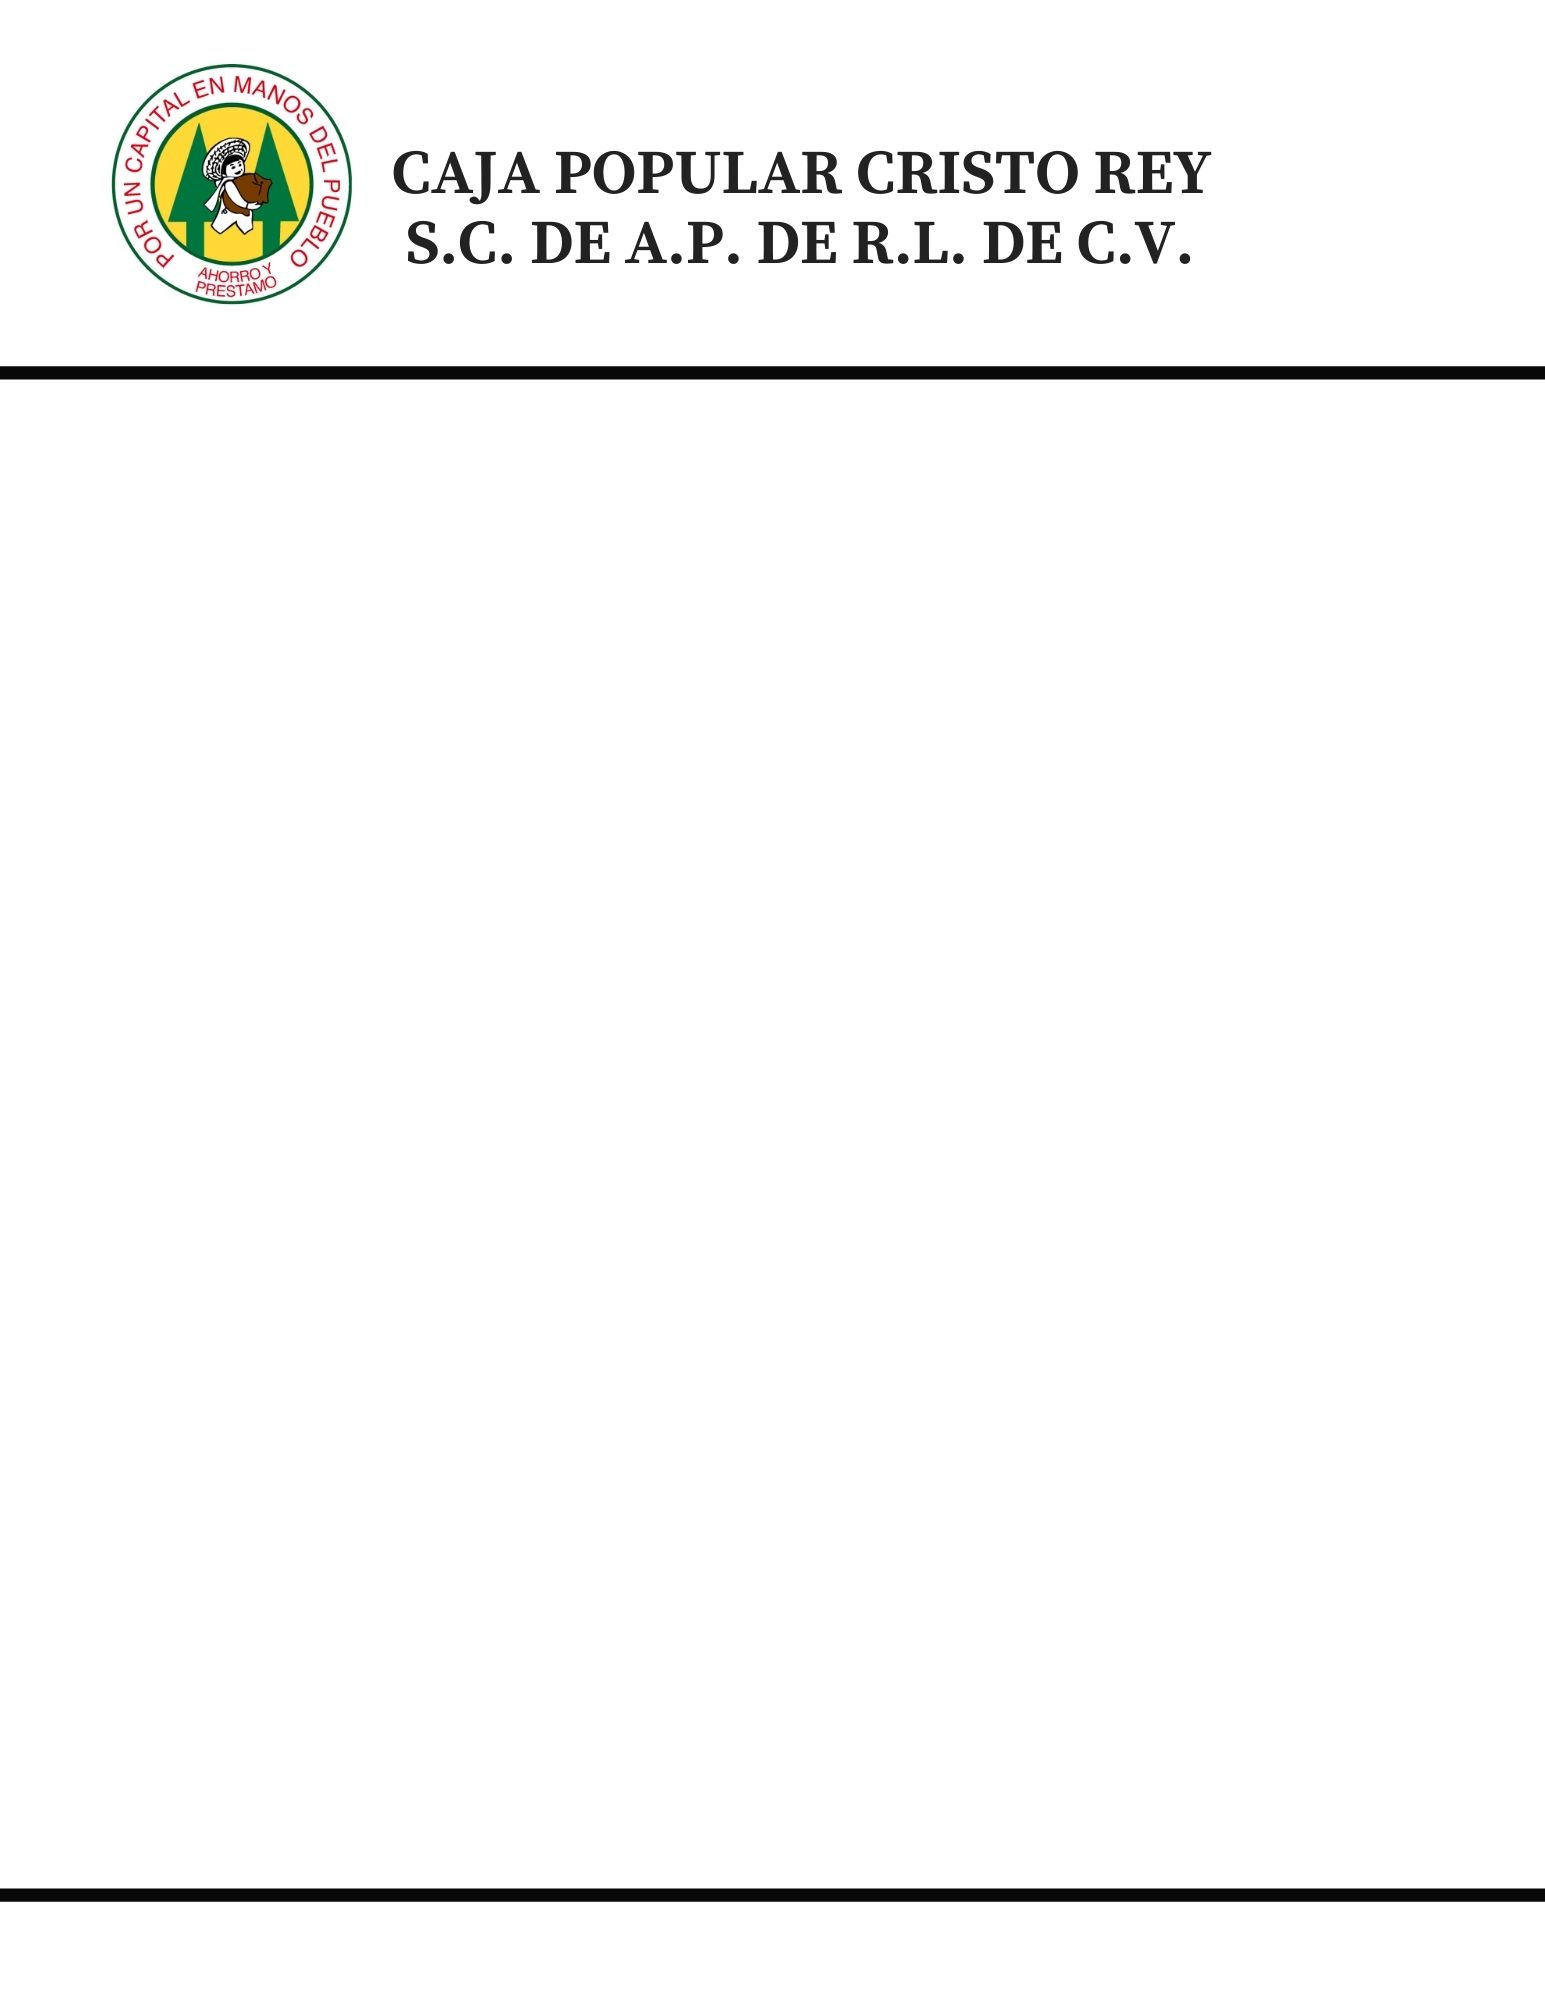 POR UN CAPITAL EN MANOS DEL PUEBLO
AHORRO Y
PRESTAMO
CAJA POPULAR CRISTO REY
S.C. DE A.P. DE R.L. DE C.V.